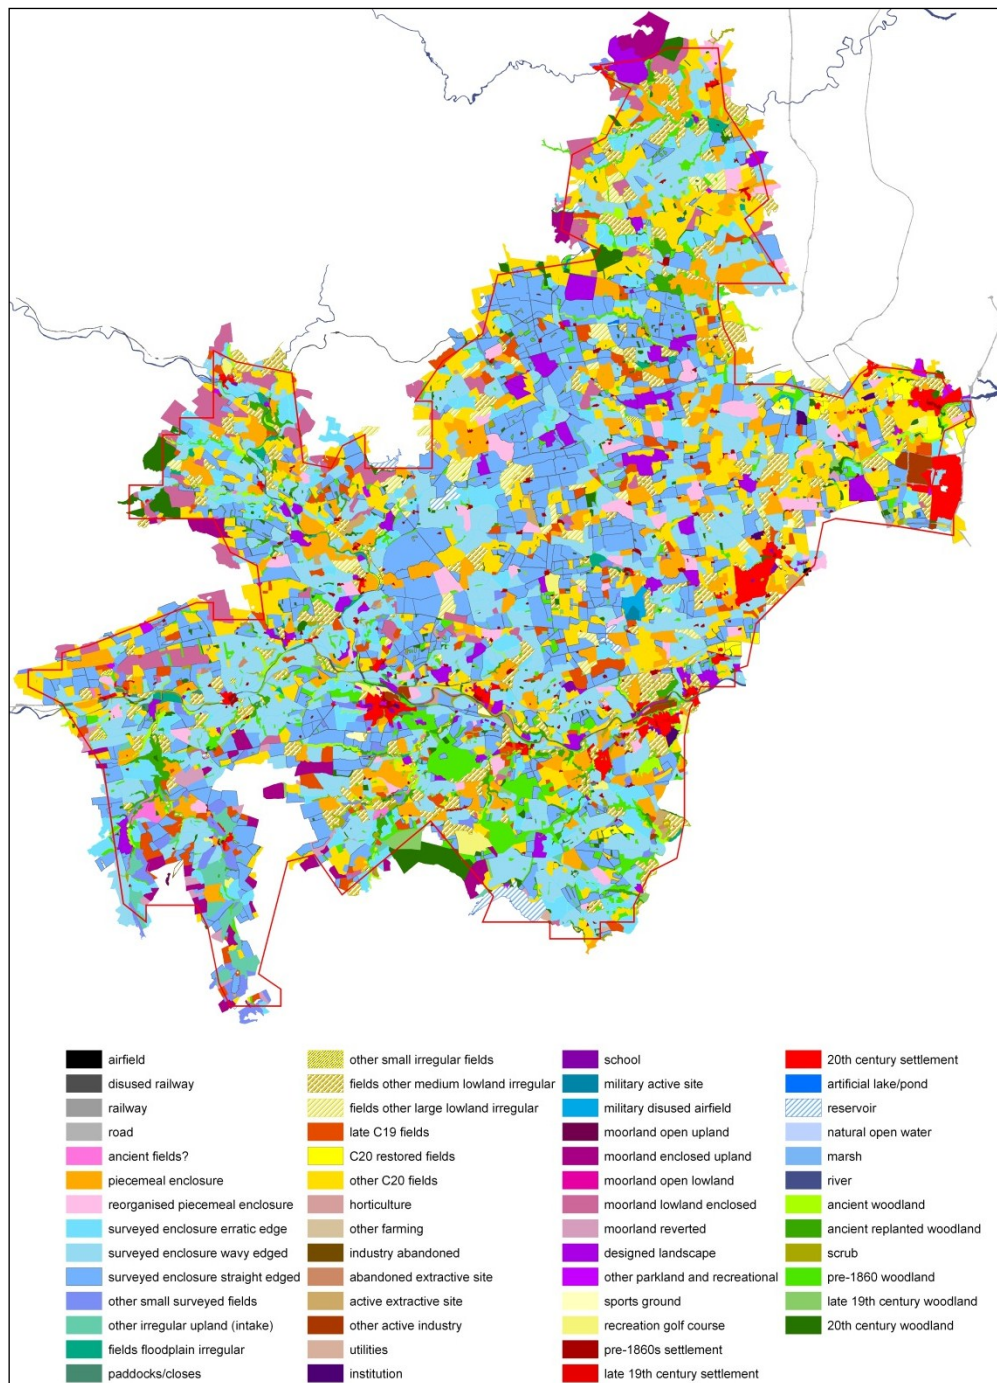 airfield
disused railway
railway
road
ancient fields?
piecemeal enclosure
reorganised piecemeal enclosure
surveyed enclosure erratic edge
surveyed enclosure wavy edged
surveyed enclosure straight edged
other small surveyed fields
other irregular upland (intake)
fields floodplain irregular
paddocks/closes
other small irregular fields
fields other medium lowland irregular
fields other large lowland irregular
late C19 fields
C20 restored fields
other C20 fields
horticulture
other farming
industry abandoned
abandoned extractive site
active extractive site
other active industry
utilities
institution
school
military active site
military disused airfield
moorland open upland
moorland enclosed upland
moorland open lowland
moorland lowland enclosed
moorland reverted
designed landscape
other parkland and recreational
sports ground
recreation golf course
pre-1860s settlement
late 19th century settlement
20th century settlement
artificial lake/pond
reservoir
natural open water
marsh
river
ancient woodland
ancient replanted woodland
scrub
pre-1860 woodland
late 19th century woodland
20th century woodland